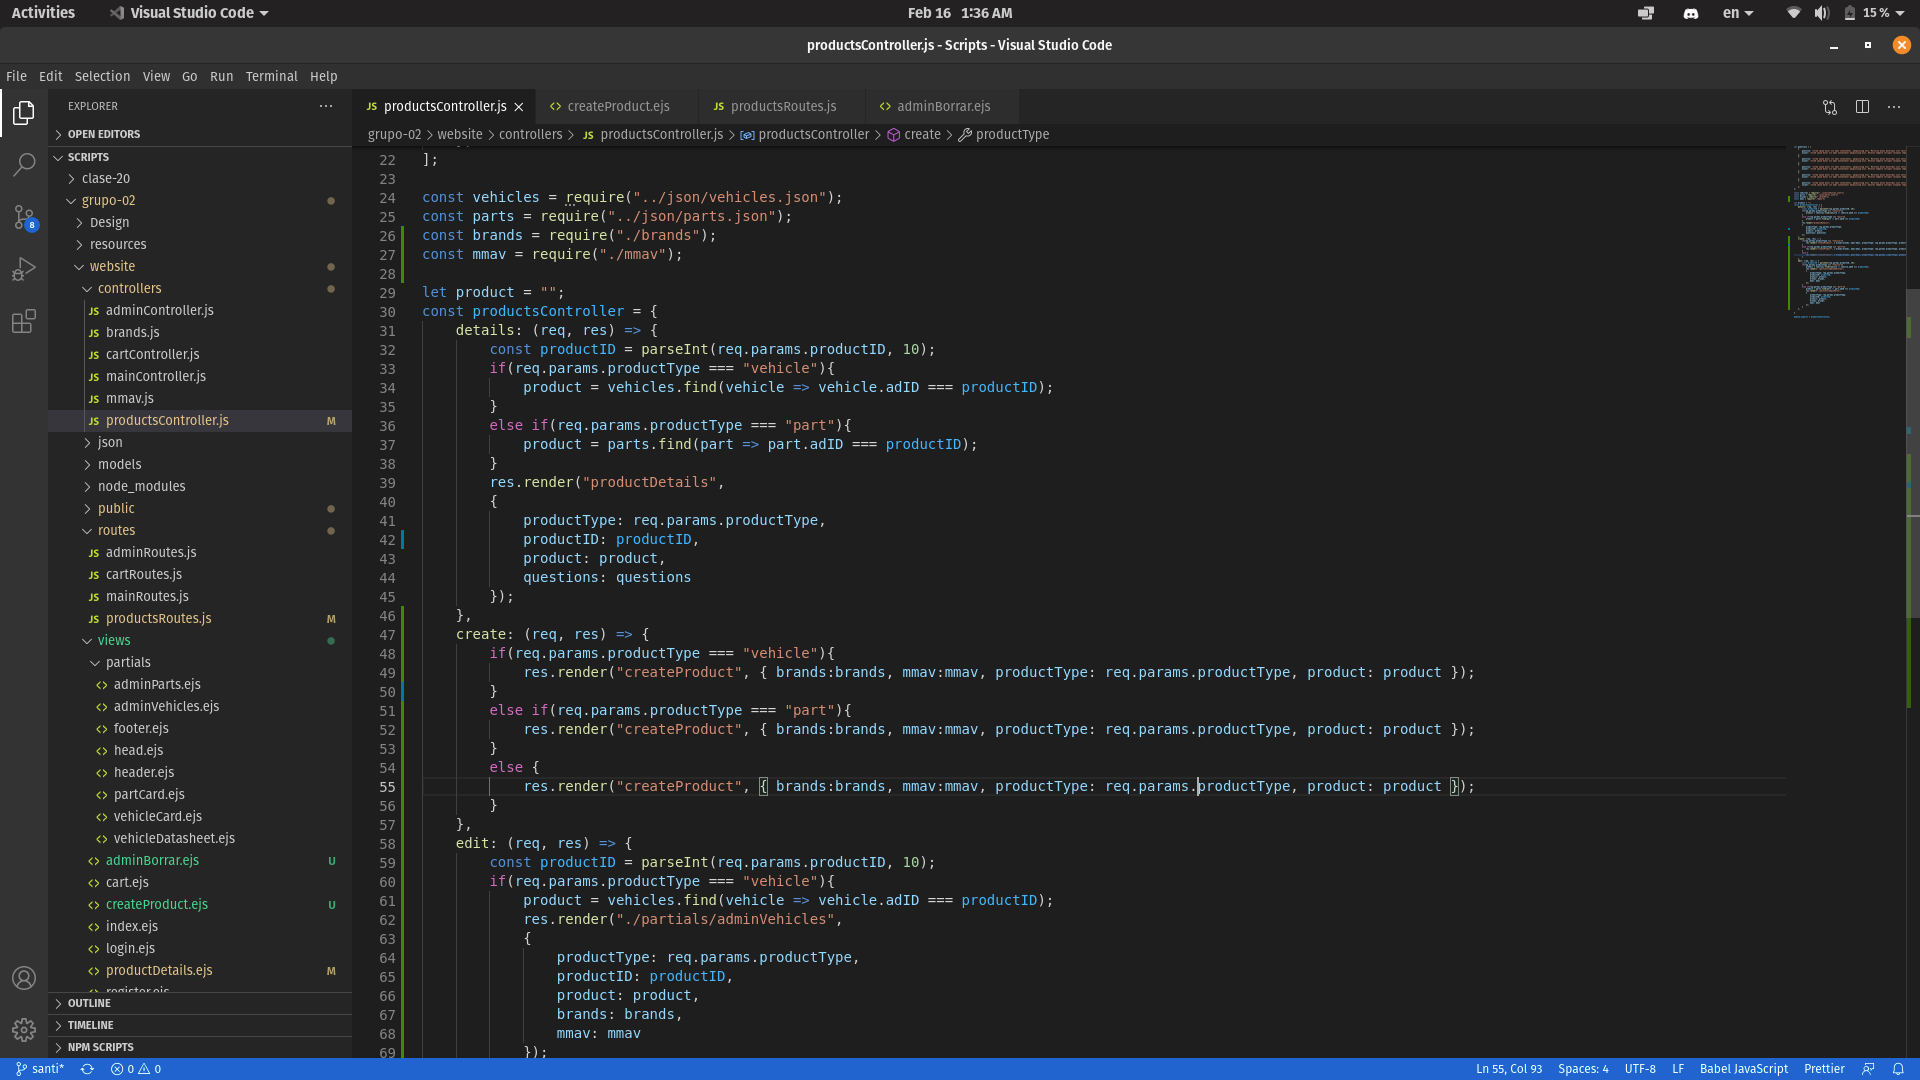 Activities
Visual Studio Code
Feb 16 1:36 AM
en
15 %
productsController.js - Scripts - Visual Studio Code
File Edit Selection View Go Run Terminal Help
EXPLORER
OPEN EDITORS
SCRIPTS
clase-20
grupo-02
Design
resources
website
controllers
JS adminController.js
JS brands.js
JS cartController.js
JS mainController.js
JS mmav.js
JS productsController.js M
json
models
node_modules
public
routes
JS adminRoutes.js
JS cartRoutes.js
JS mainRoutes.js
JS productsRoutes.js M
views
partials
<> adminParts.ejs
<> adminVehicles.ejs
<> footer.ejs
<> head.ejs
<> header.ejs
<> partCard.ejs
<> vehicleCard.ejs
<> vehicleDatasheet.ejs
<> adminBorrar.ejs U
<> cart.ejs
<> createProduct.ejs U
<> index.ejs
<> login.ejs
<> productDetails.ejs M
OUTLINE
TIMELINE
NPM SCRIPTS
8
JS productsController.js <> createProduct.ejs JS productsRoutes.js <> adminBorrar.ejs
grupo-02 > website > controllers > JS productsController.js > productsController > create > productType
22 ];
23
24 const vehicles = require("../json/vehicles.json");
25 const parts = require("../json/parts.json");
26 const brands = require("./brands");
27 const mmav = require("./mmav");
28
29 let product = "";
30 const productsController = {
31 details: (req, res) => {
32 const productID = parseInt(req.params.productID, 10);
33 if(req.params.productType === "vehicle"){
34 product = vehicles.find(vehicle => vehicle.adID === productID);
35 }
36 else if(req.params.productType === "part"){
37 product = parts.find(part => part.adID === productID);
38 }
39 res.render("productDetails",
40 {
41 productType: req.params.productType,
42 productID: productID,
43 product: product,
44 questions: questions
45 });
46 },
47 create: (req, res) => {
48 if(req.params.productType === "vehicle"){
49 res.render("createProduct", { brands:brands, mmav:mmav, productType: req.params.productType, product: product });
50 }
51 else if(req.params.productType === "part"){
52 res.render("createProduct", { brands:brands, mmav:mmav, productType: req.params.productType, product: product });
53 }
54 else {
55 res.render("createProduct", { brands:brands, mmav:mmav, productType: req.params.productType, product: product });
56 }
57 },
58 edit: (req, res) => {
59 const productID = parseInt(req.params.productID, 10);
60 if(req.params.productType === "vehicle"){
61 product = vehicles.find(vehicle => vehicle.adID === productID);
62 res.render("./partials/adminVehicles",
63 {
64 productType: req.params.productType,
65 productID: productID,
66 product: product,
67 brands: brands,
68 mmav: mmav
69 });
santi*
0 0
Ln 55, Col 93 Spaces: 4 UTF-8 LF Babel JavaScript Prettier